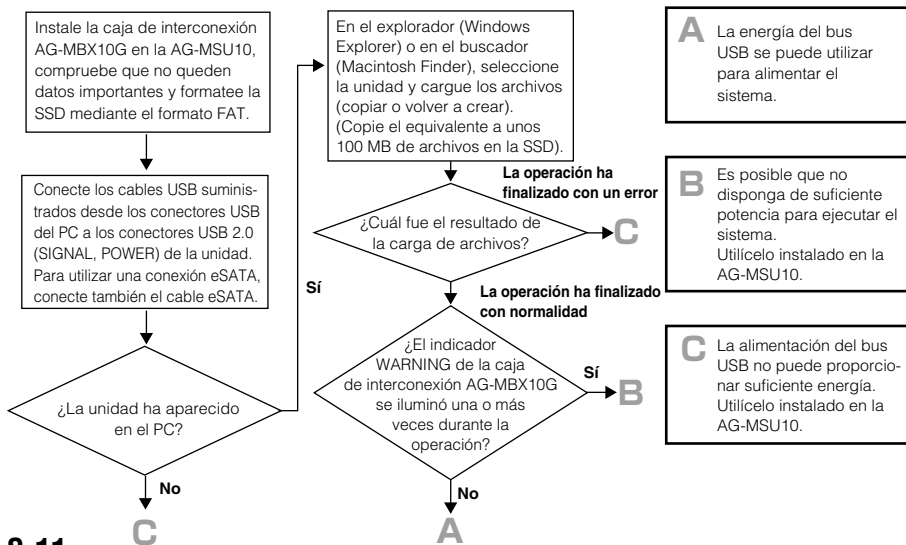 Instale la caja de interconexión
AG-MBX10G en la AG-MSU10,
compruebe que no queden
datos importantes y formatee la
SSD mediante el formato FAT.
Conecte los cables USB suminis-
trados desde los conectores USB
del PC a los conectores USB 2.0
(SIGNAL, POWER) de la unidad.
Para utilizar una conexión eSATA,
conecte también el cable eSATA.
¿La unidad ha aparecido
en el PC?
Sí
No
C
En el explorador (Windows
Explorer) o en el buscador
(Macintosh Finder), seleccione
la unidad y cargue los archivos
(copiar o volver a crear).
(Copie el equivalente a unos
100 MB de archivos en la SSD).
La operación ha
finalizado con un error
¿Cuál fue el resultado de
la carga de archivos?
C
La operación ha finalizado
con normalidad
¿El indicador
WARNING de la caja
de interconexión AG-MBX10G
se iluminó una o más
veces durante la
operación?
Sí
B
No
A
A
La energía del bus
USB se puede utilizar
para alimentar el
sistema.
B
Es posible que no
disponga de suficiente
potencia para ejecutar el
sistema.
Utilícelo instalado en la
AG-MSU10.
C
La alimentación del bus
USB no puede proporcio-
nar suficiente energía.
Utilícelo instalado en la
AG-MSU10.